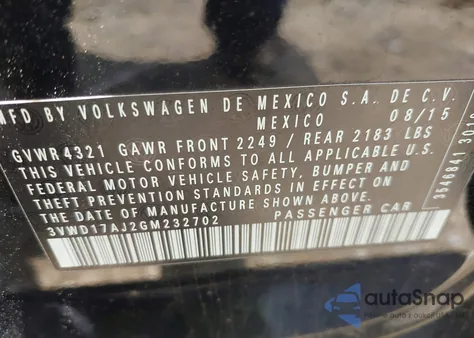 MFD BY VOLKSWAGEN DE MEXICO S.A. DE C.V.
MEXICO 08/15
GVWR4321 GAWR FRONT 2249 / REAR 2183 LBS
THIS VEHICLE CONFORMS TO ALL APPLICABLE U.S.
FEDERAL MOTOR VEHICLE SAFETY, BUMPER, AND
THEFT PREVENTION STANDARDS IN EFFECT ON
THE DATE OF MANUFACTURE SHOWN ABOVE.
3VWD17AJ2GM232702 PASSENGER CAR
autoSnap